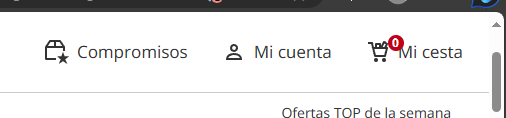 Compromisos Mi cuenta 0 Mi cesta
Ofertas TOP de la semana